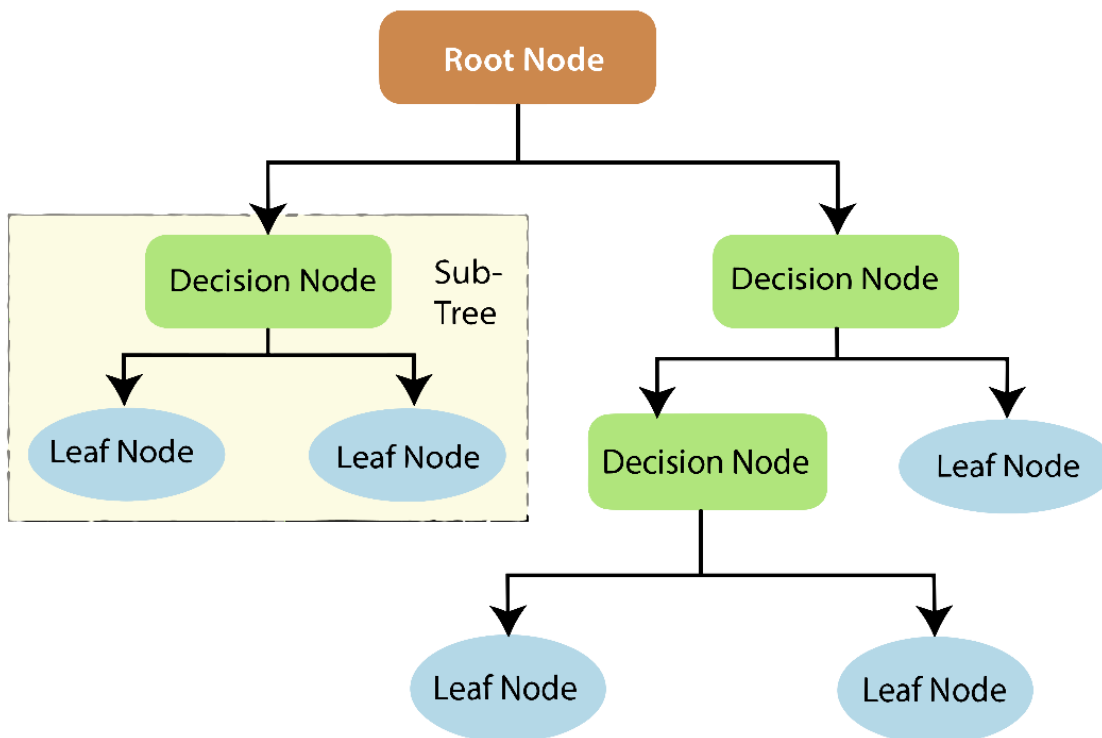 Root Node
Decision Node
Sub-
Tree
Decision Node
Leaf Node
Leaf Node
Decision Node
Leaf Node
Leaf Node
Leaf Node